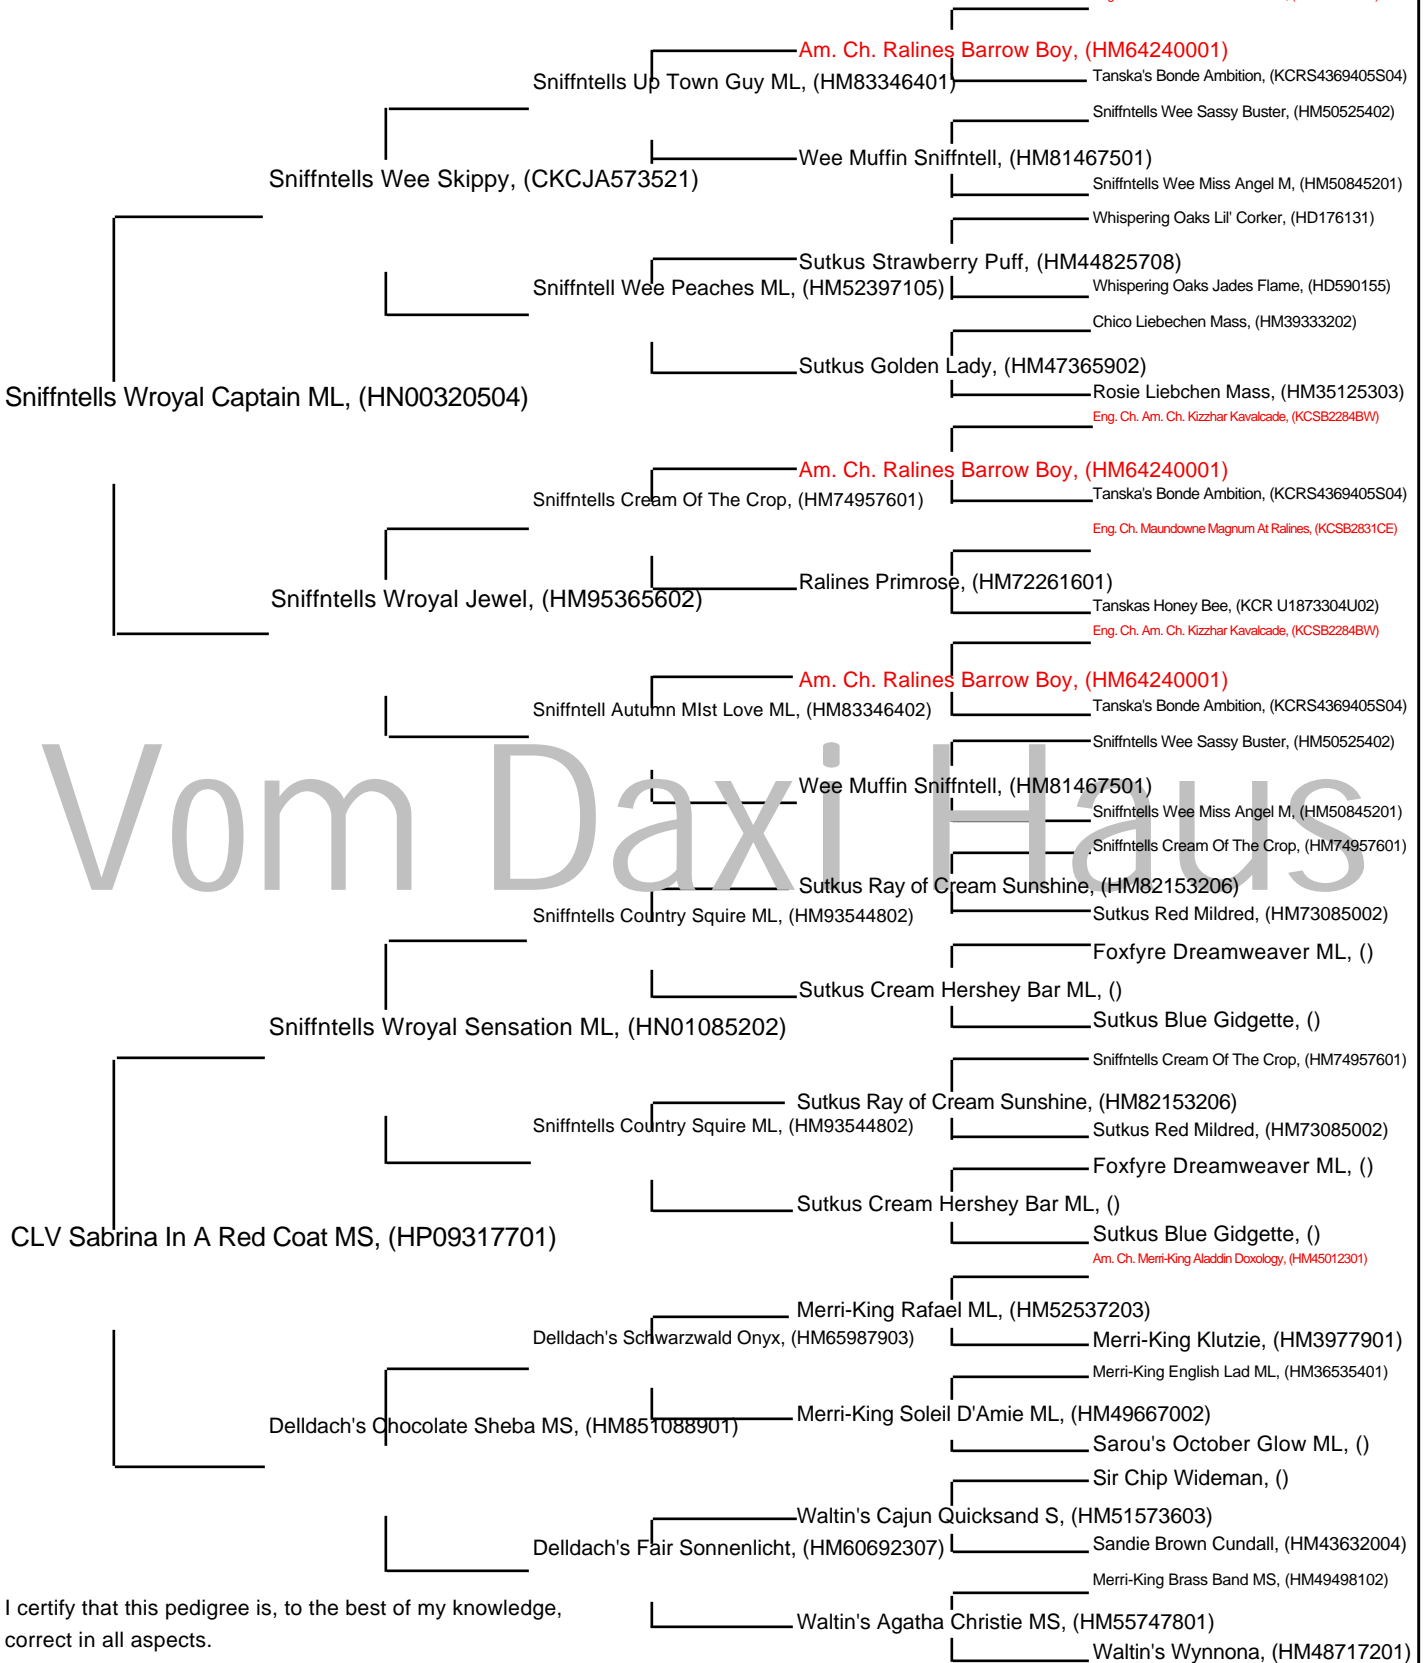 Am. Ch. Ralines Barrow Boy, (HM64240001)
Sniffntells Up Town Guy ML, (HM83346401)
Tanska's Bonde Ambition, (KCRS4369405S04)
Sniffntells Wee Sassy Buster, (HM50525402)
Wee Muffin Sniffntell, (HM81467501)
Sniffntells Wee Skippy, (CKCJA573521)
Sniffntells Wee Miss Angel M, (HM50845201)
Whispering Oaks Lil' Corker, (HD176131)
Sutkus Strawberry Puff, (HM44825708)
Sniffntell Wee Peaches ML, (HM52397105)
Whispering Oaks Jades Flame, (HD590155)
Chico Liebechen Mass, (HM39333202)
Sutkus Golden Lady, (HM47365902)
Sniffntells Wroyal Captain ML, (HN00320504)
Rosie Liebchen Mass, (HM35125303)
Eng. Ch. Am. Ch. Kizzhar Kavalcade, (KCSB2284BW)
Am. Ch. Ralines Barrow Boy, (HM64240001)
Sniffntells Cream Of The Crop, (HM74957601)
Tanska's Bonde Ambition, (KCRS4369405S04)
Eng. Ch. Maundowne Magnum At Ralines, (KCSB2831CE)
Ralines Primrose, (HM72261601)
Sniffntells Wroyal Jewel, (HM95365602)
Tanskas Honey Bee, (KCR U1873304U02)
Eng. Ch. Am. Ch. Kizzhar Kavalcade, (KCSB2284BW)
Am. Ch. Ralines Barrow Boy, (HM64240001)
Sniffntell Autumn MIst Love ML, (HM83346402)
Tanska's Bonde Ambition, (KCRS4369405S04)
Sniffntells Wee Sassy Buster, (HM50525402)
Wee Muffin Sniffntell, (HM81467501)
Vom Daxi Haus
Sniffntells Wee Miss Angel M, (HM50845201)
Sniffntells Cream Of The Crop, (HM74957601)
Sutkus Ray of Cream Sunshine, (HM82153206)
Sniffntells Country Squire ML, (HM93544802)
Sutkus Red Mildred, (HM73085002)
Foxfyre Dreamweaver ML, ()
Sutkus Cream Hershey Bar ML, ()
Sniffntells Wroyal Sensation ML, (HN01085202)
Sutkus Blue Gidgette, ()
Sniffntells Cream Of The Crop, (HM74957601)
Sutkus Ray of Cream Sunshine, (HM82153206)
Sniffntells Country Squire ML, (HM93544802)
Sutkus Red Mildred, (HM73085002)
Foxfyre Dreamweaver ML, ()
Sutkus Cream Hershey Bar ML, ()
CLV Sabrina In A Red Coat MS, (HP09317701)
Sutkus Blue Gidgette, ()
Am. Ch. Merri-King Aladdin Doxology, (HM45012301)
Merri-King Rafael ML, (HM52537203)
Delldach's Schwarzwald Onyx, (HM65987903)
Merri-King Klutzie, (HM3977901)
Merri-King English Lad ML, (HM36535401)
Merri-King Soleil D'Amie ML, (HM49667002)
Delldach's Chocolate Sheba MS, (HM851088901)
Sarou's October Glow ML, ()
Sir Chip Wideman, ()
Waltin's Cajun Quicksand S, (HM51573603)
Delldach's Fair Sonnenlicht, (HM60692307)
Sandie Brown Cundall, (HM43632004)
Merri-King Brass Band MS, (HM49498102)
I certify that this pedigree is, to the best of my knowledge,
Waltin's Agatha Christie MS, (HM55747801)
correct in all aspects.
Waltin's Wynnona, (HM48717201)